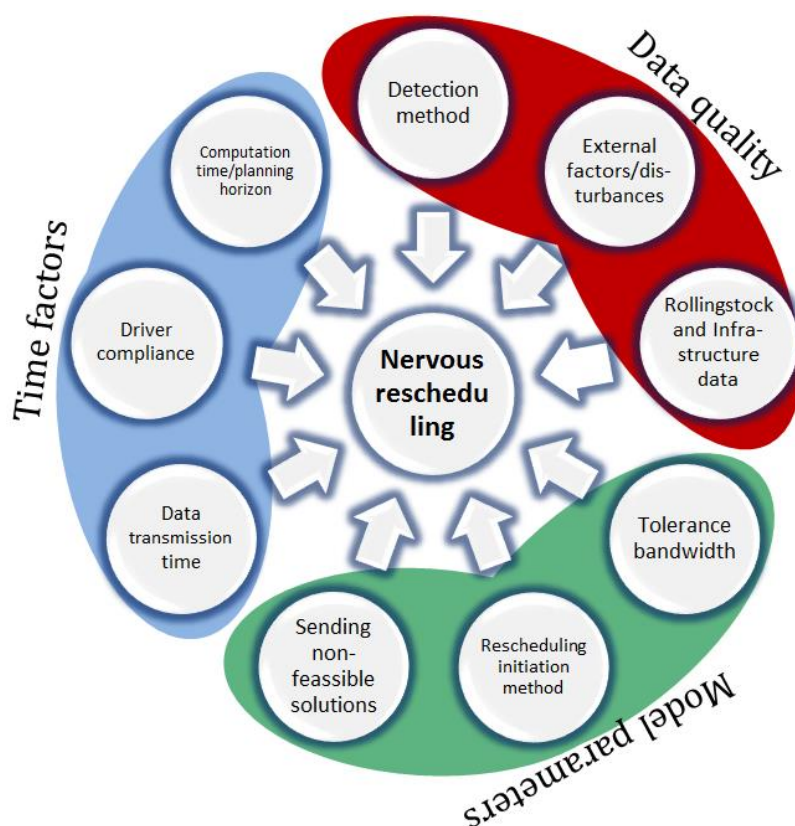 Data quality
Detection
method
External
factors/dis-
turbances
Rollingstock
and Infra-
structure
data
Time factors
Computation
time/planning
horizon
Driver
compliance
Data
transmission
time
Nervous
reschedu
ling
Model parameters
Tolerance
bandwidth
Rescheduling
initiation
method
Sending
non-
feassible
solutions